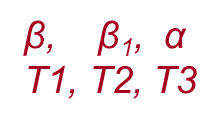 β, β₁, α
T1, T2, T3